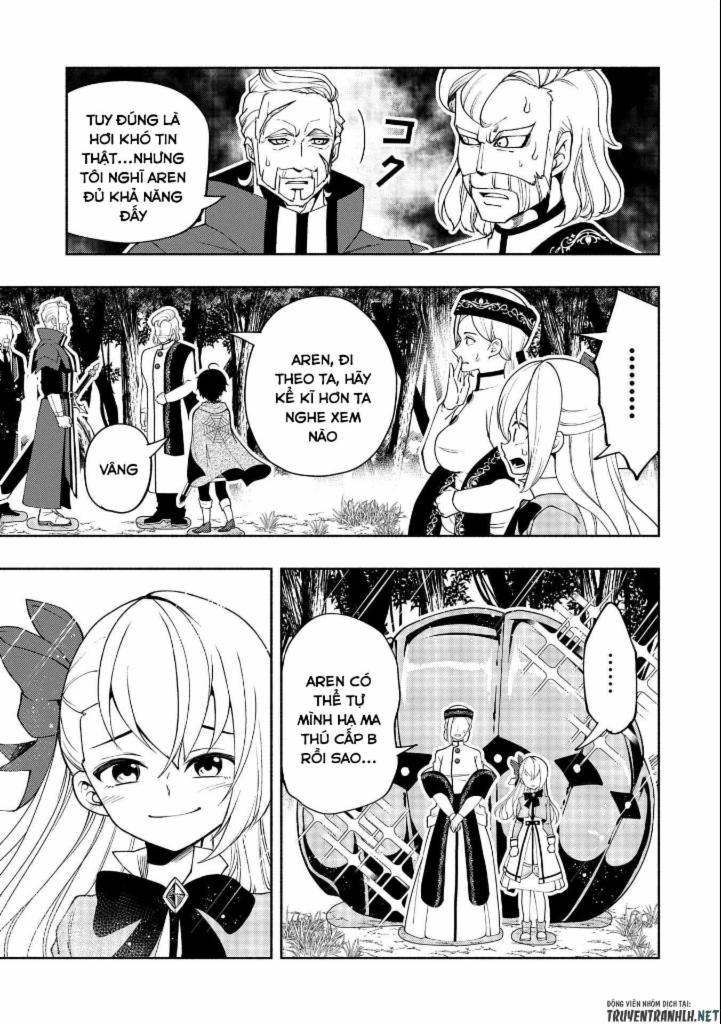 TUY ĐÚNG LÀ
HƠI KHÓ TIN
THẬT...NHƯNG
TÔI NGHĨ AREN
ĐỦ KHẢ NĂNG
ĐẤY
コク
.........
AREN, ĐI
THEO TA, HÃY
KỂ KĨ HƠN TA
NGHE XEM
NÀO
VÂNG
......
AREN CÓ
THỂ TỰ
MÌNH HẠ MA
THÚ CẤP B
RỒI SAO...
ĐỘNG VIÊN NHÓM DỊCH TẠI:
TRUYENTRANHLH.NET